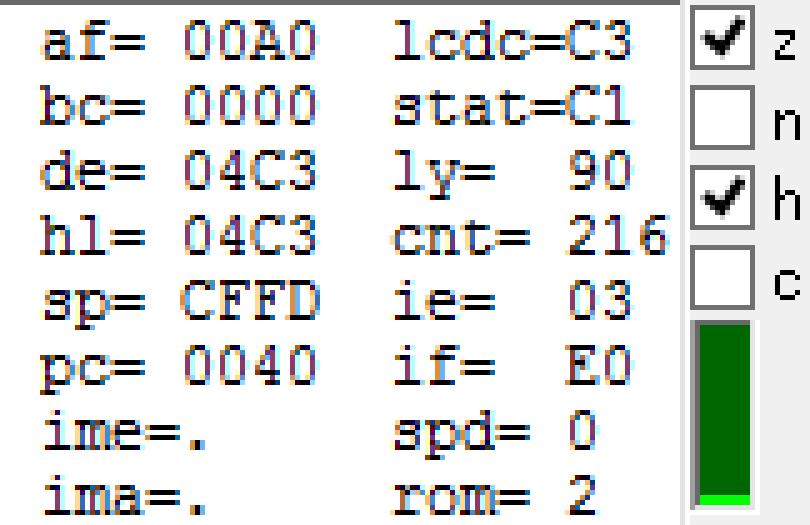 af= 00A0 lcdc=C3 z
bc= 0000 stat=C1 n
de= 04C3 ly= 90
hl= 04C3 cnt= 216 h
sp= CFFD ie= 03 c
pc= 0040 if= E0
ime=. spd= 0
ima=. rom= 2